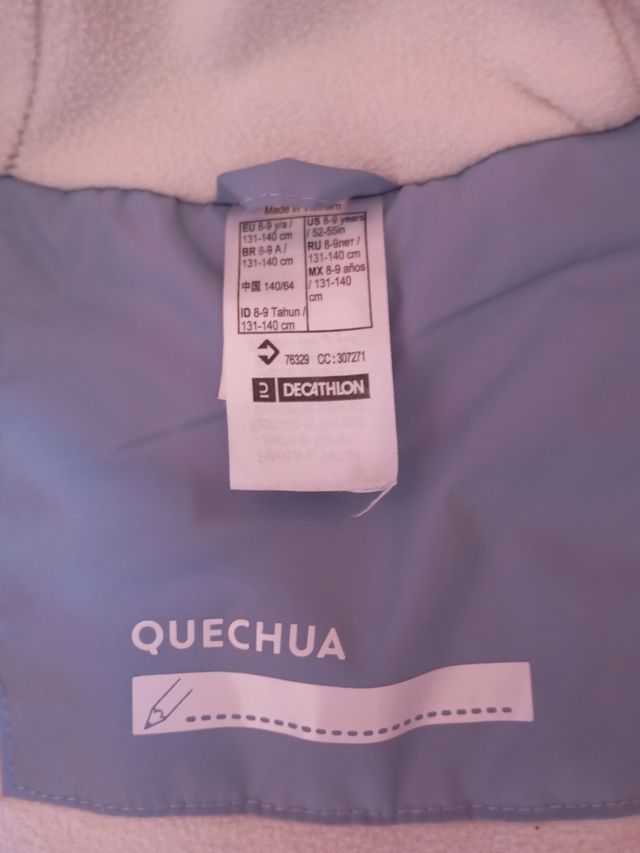 Made in Vietnam
EU 8-9 y/a /
131-140 cm
BR 8-9 A /
131-140 cm
中国 140/64
ID 8-9 Tahun /
131-140 cm
US 8-9 years
/ 52-55in
RU 8-9лет /
131-140 cm
MX 8-9 años
/ 131-140
cm
76329 CC:307271
DECATHLON
QUECHUA